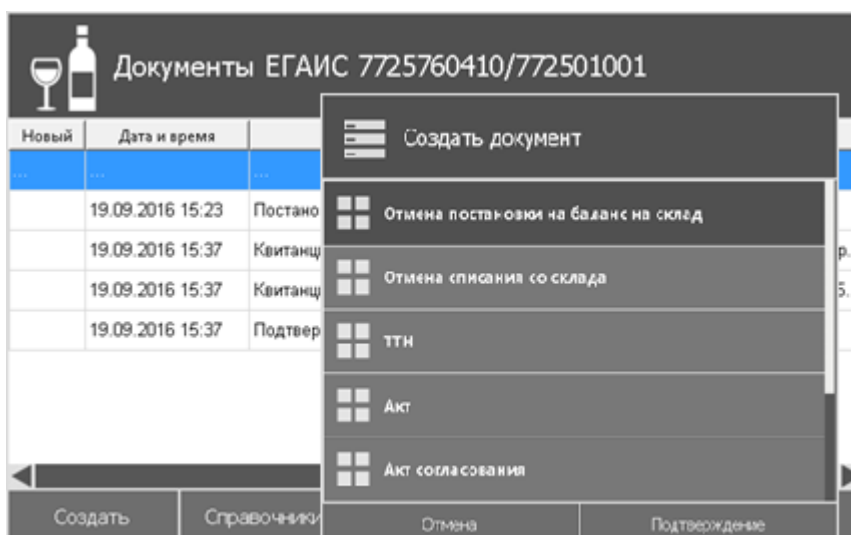 Документы ЕГАИС 7725760410/772501001
Новый Дата и время
Создать документ
... ... ...
Отмена постановки на баланс на склад
19.09.2016 15:23 Постано
19.09.2016 15:37 Квитанц р.
Отмена списания со склада
19.09.2016 15:37 Квитанц 5.
19.09.2016 15:37 Подтвер
ТТН
Акт
Акт согласования
Создать Справочники Отмена Подтверждение